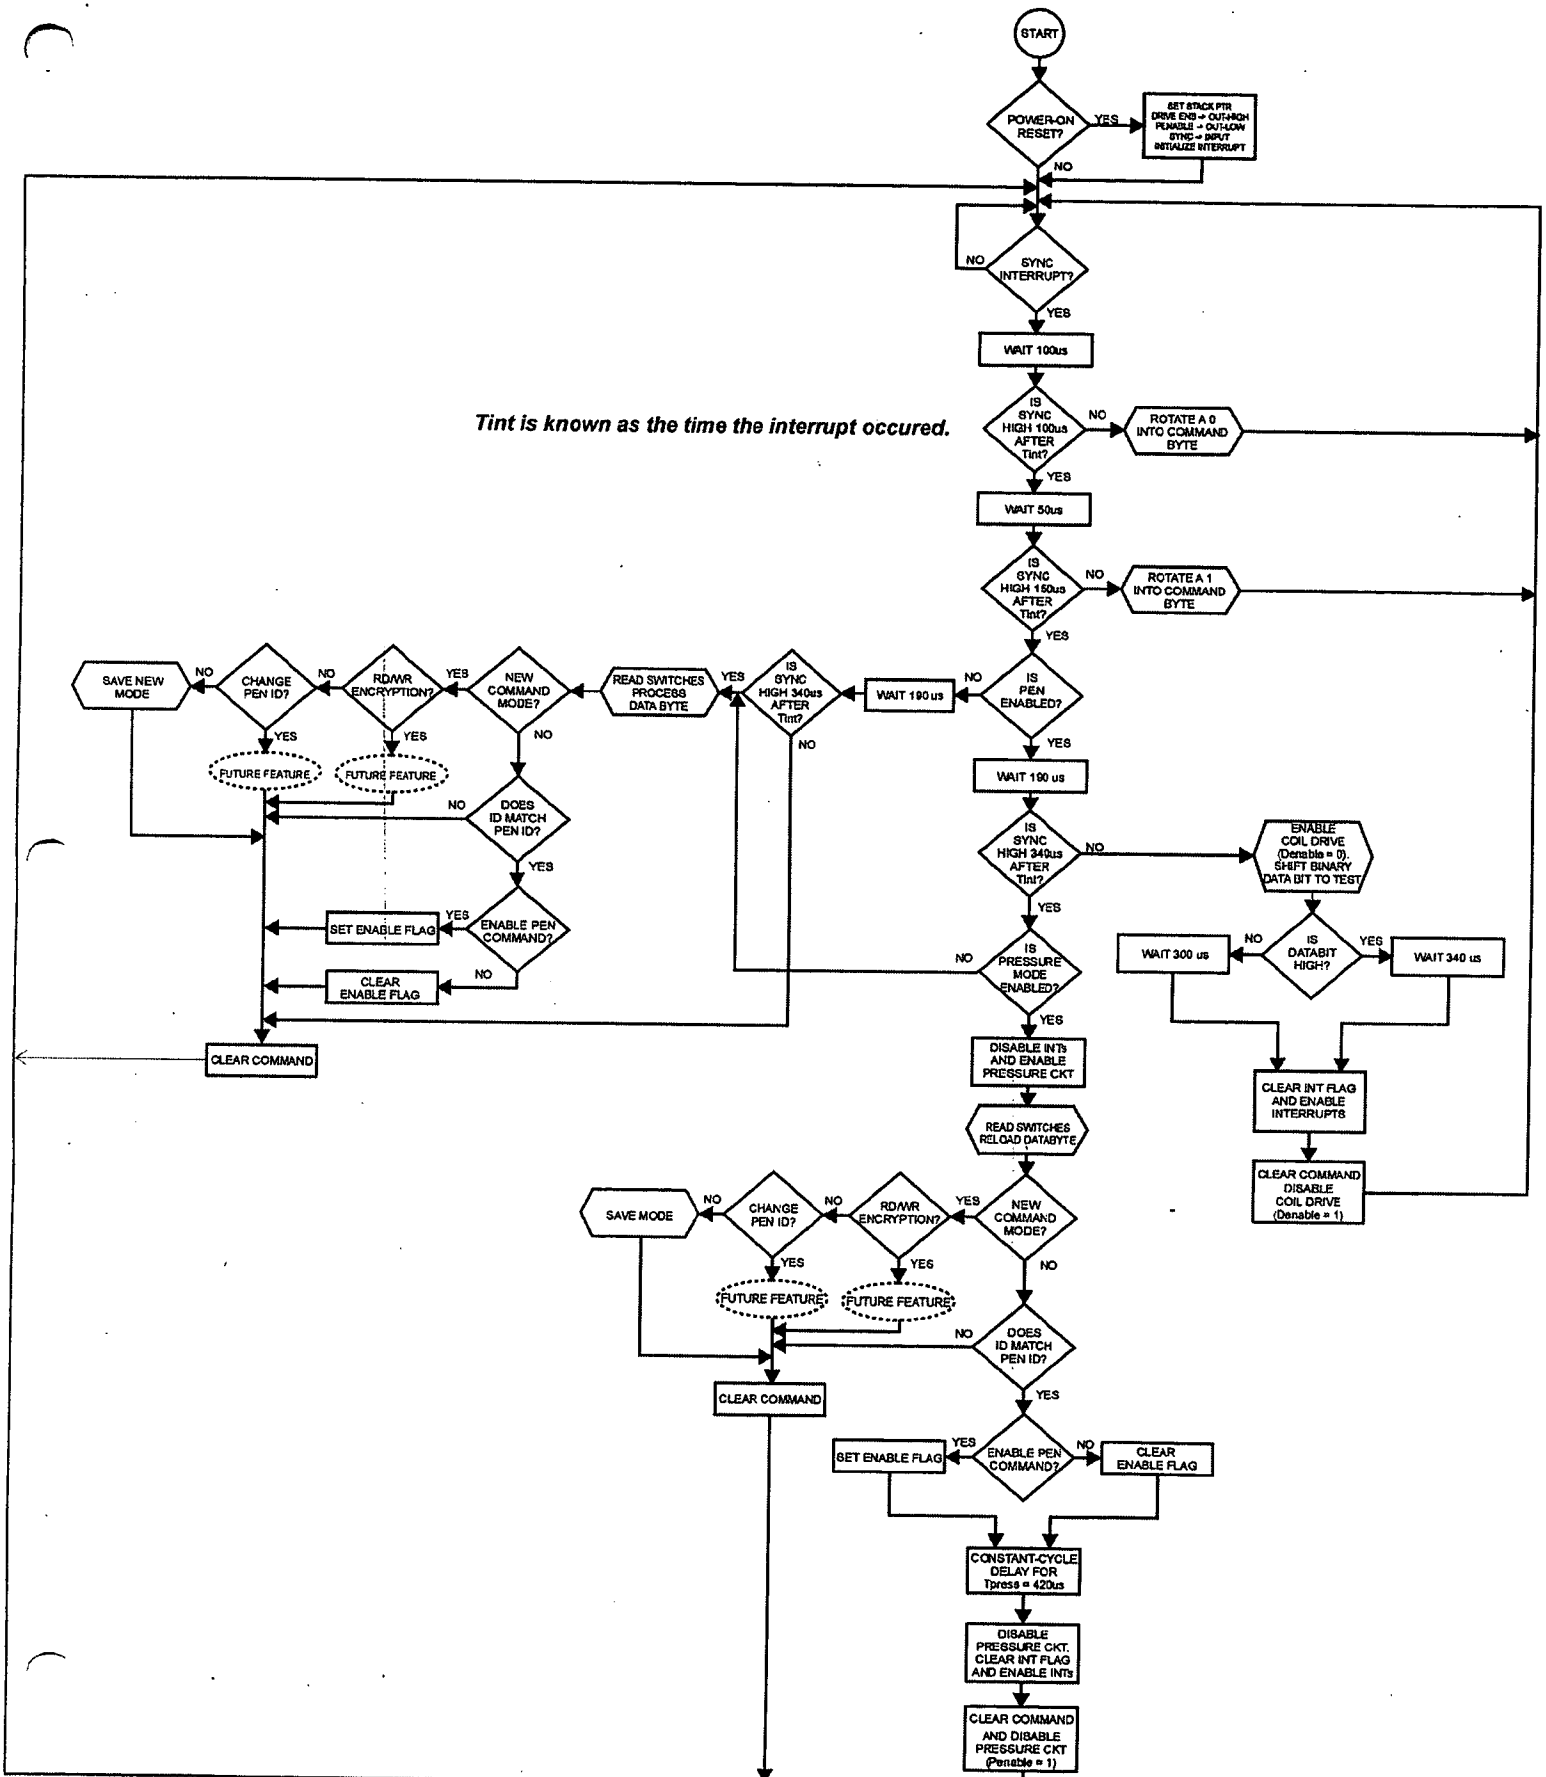 START
POWER-ON
RESET?
YES
SET STACK PTR
DRIVE ENB → OUT-HIGH
PENABLE → OUT-LOW
SYNC → INPUT
INITIALIZE INTERRUPT
NO
SYNC
INTERRUPT?
NO
YES
WAIT 100us
Tint is known as the time the interrupt occured.
IS
SYNC
HIGH 100us
AFTER
Tint?
NO
ROTATE A 0
INTO COMMAND
BYTE
YES
WAIT 50us
IS
SYNC
HIGH 150us
AFTER
Tint?
NO
ROTATE A 1
INTO COMMAND
BYTE
YES
SAVE NEW
MODE
NO
CHANGE
PEN ID?
NO
RD/WR
ENCRYPTION?
YES
NEW
COMMAND
MODE?
READ SWITCHES
PROCESS
DATA BYTE
YES
IS
SYNC
HIGH 340us
AFTER
Tint?
WAIT 190 us
NO
IS
PEN
ENABLED?
YES
YES
NO
NO
YES
FUTURE FEATURE
FUTURE FEATURE
WAIT 190 us
NO
DOES
ID MATCH
PEN ID?
YES
IS
SYNC
HIGH 340us
AFTER
Tint?
NO
ENABLE
COIL DRIVE
(Denable = 0).
SHIFT BINARY
DATA BIT TO TEST
YES
SET ENABLE FLAG
YES
ENABLE PEN
COMMAND?
NO
CLEAR
ENABLE FLAG
NO
IS
PRESSURE
MODE
ENABLED?
YES
WAIT 300 us
NO
IS
DATABIT
HIGH?
YES
WAIT 340 us
CLEAR COMMAND
DISABLE INTs
AND ENABLE
PRESSURE CKT
CLEAR INT FLAG
AND ENABLE
INTERRUPTS
READ SWITCHES
RELOAD DATABYTE
CLEAR COMMAND
DISABLE
COIL DRIVE
(Denable = 1)
SAVE MODE
NO
CHANGE
PEN ID?
NO
RD/WR
ENCRYPTION?
YES
NEW
COMMAND
MODE?
YES
YES
NO
FUTURE FEATURE
FUTURE FEATURE
NO
DOES
ID MATCH
PEN ID?
YES
CLEAR COMMAND
SET ENABLE FLAG
YES
ENABLE PEN
COMMAND?
NO
CLEAR
ENABLE FLAG
CONSTANT-CYCLE
DELAY FOR
Tpress = 420us
DISABLE
PRESSURE CKT.
CLEAR INT FLAG
AND ENABLE INTs
CLEAR COMMAND
AND DISABLE
PRESSURE CKT
(Penable = 1)